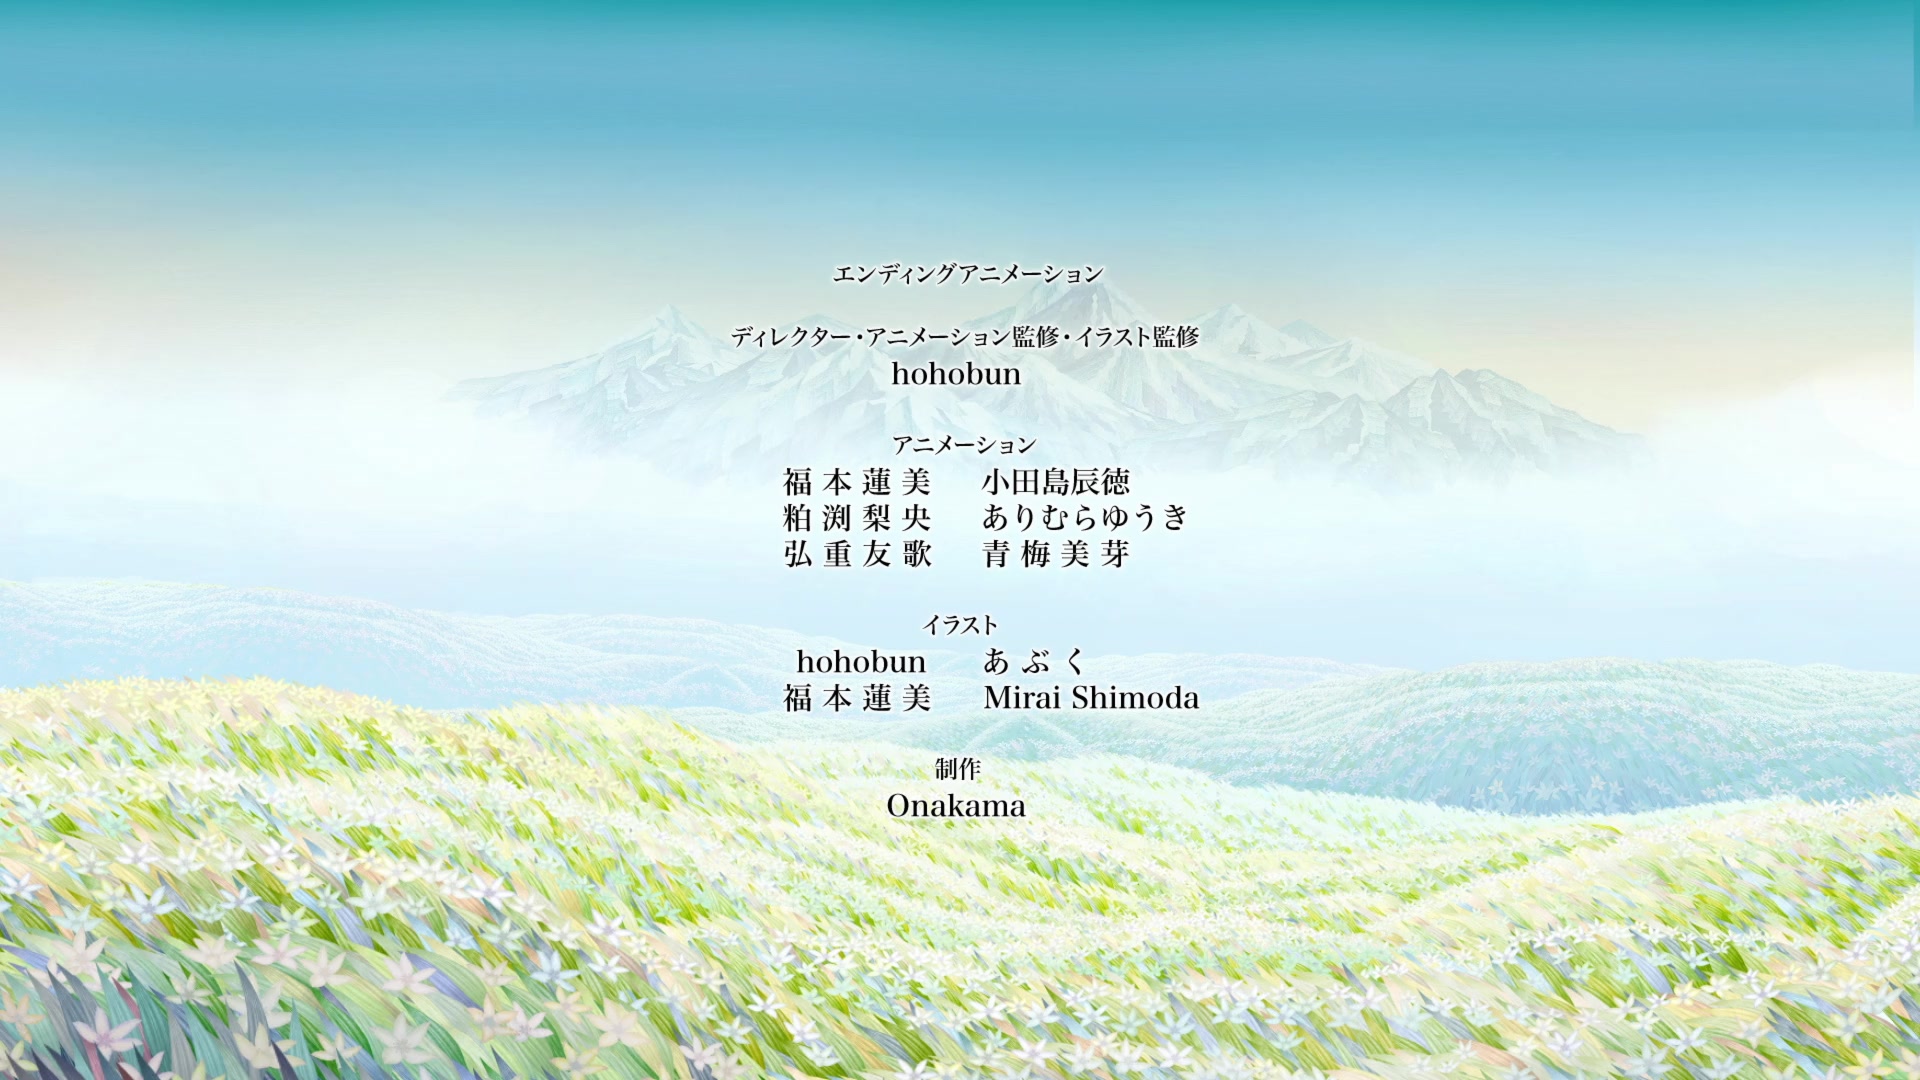 エンディングアニメーション
ディレクター・アニメーション監修・イラスト監修
hohobun
アニメーション
福本蓮美 小田島辰徳
粕渕梨央 ありむらゆうき
弘重友歌 青梅美芽
イラスト
hohobun あぶく
福本蓮美 Mirai Shimoda
制作
Onakama